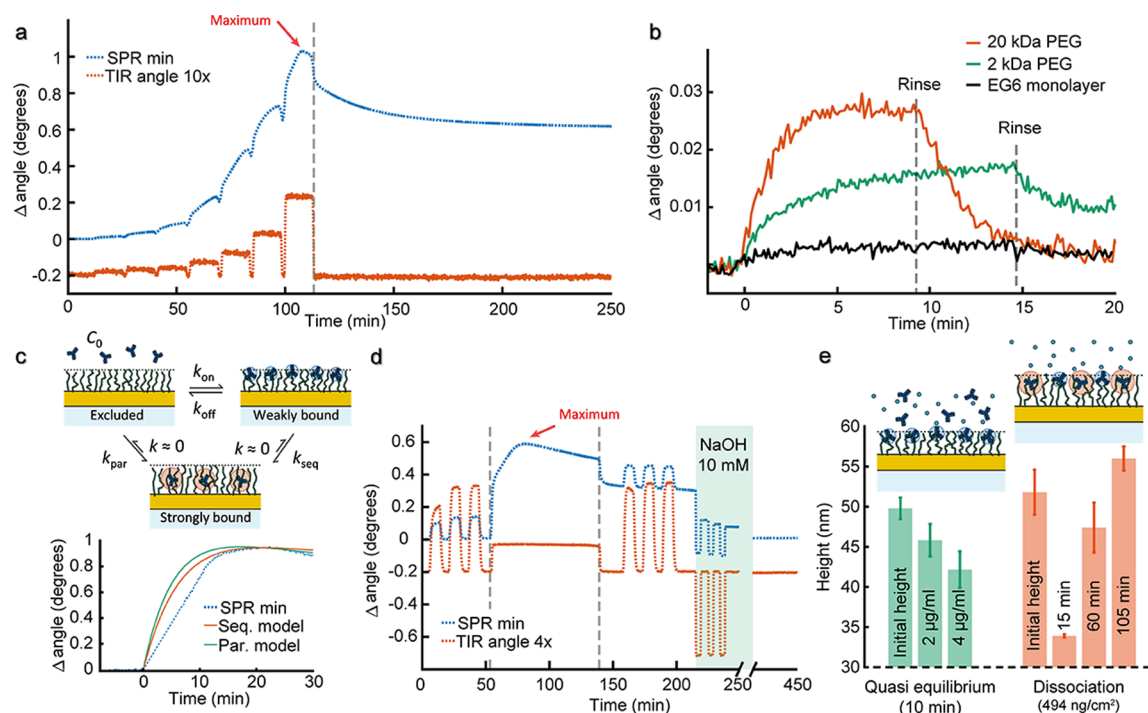 a
Maximum
SPR min
TIR angle 10x
Δ angle (degrees)
1
0.8
0.6
0.4
0.2
0
-0.2
0
50
100
150
200
250
Time (min)
b
20 kDa PEG
2 kDa PEG
EG6 monolayer
Rinse
Rinse
Δ angle (degrees)
0.03
0.02
0.01
0
5
10
15
20
Time (min)
c
C0
kon
koff
Excluded
Weakly bound
k ≈ 0
k ≈ 0
kpar
kseq
Strongly bound
Δ angle (degrees)
1
0.8
0.6
0.4
0.2
0
SPR min
Seq. model
Par. model
0
10
20
30
Time (min)
d
Maximum
NaOH
10 mM
Δ angle (degrees)
0.6
0.4
0.2
0
-0.2
-0.4
-0.6
SPR min
TIR angle 4x
0
50
100
150
200
250
450
Time (min)
e
Height (nm)
60
55
50
45
40
35
30
Initial height
2 µg/ml
4 µg/ml
Initial height
15 min
60 min
105 min
Quasi equilibrium
(10 min)
Dissociation
(494 ng/cm²)